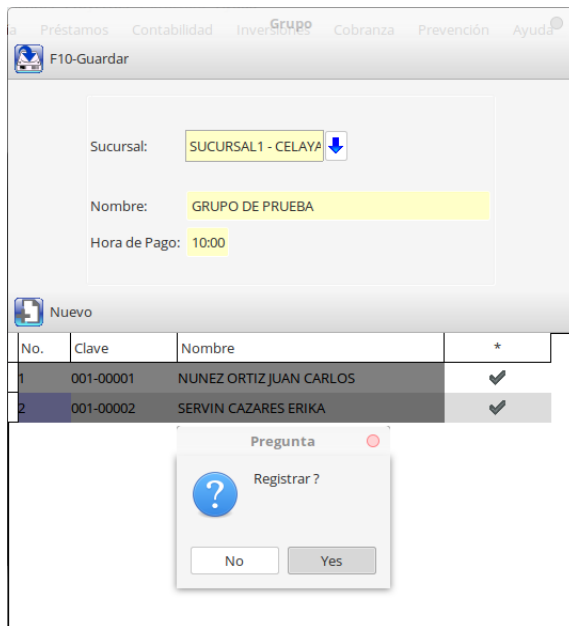 Grupo
ía Préstamos Contabilidad Inversiones Cobranza Prevención Ayuda
F10-Guardar
Sucursal: SUCURSAL1 - CELAYA
Nombre: GRUPO DE PRUEBA
Hora de Pago: 10:00
Nuevo
No. Clave Nombre *
1 001-00001 NUNEZ ORTIZ JUAN CARLOS
2 001-00002 SERVIN CAZARES ERIKA
Pregunta
Registrar ?
No Yes